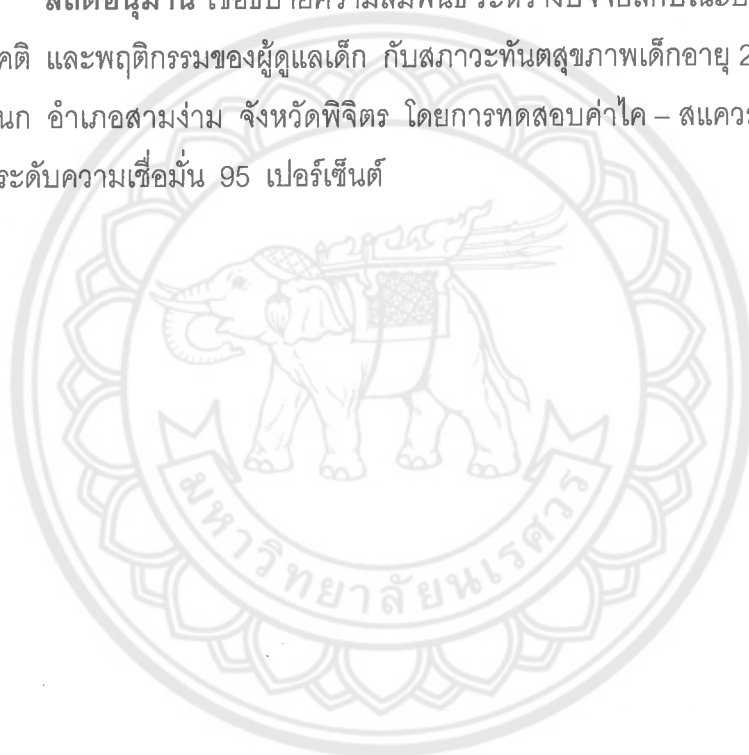 สถิติอนุมาน
คติ และพฤติกรรมของผู้ดูแลเด็ก กับสภาวะทันตสุขภาพเด็กอายุ 2
นก อำเภอสามง่าม จังหวัดพิจิตร โดยการทดสอบค่าไค – สแควร
ระดับความเชื่อมั่น 95 เปอร์เซ็นต์
มหาวิทยาลัยนเรศวร